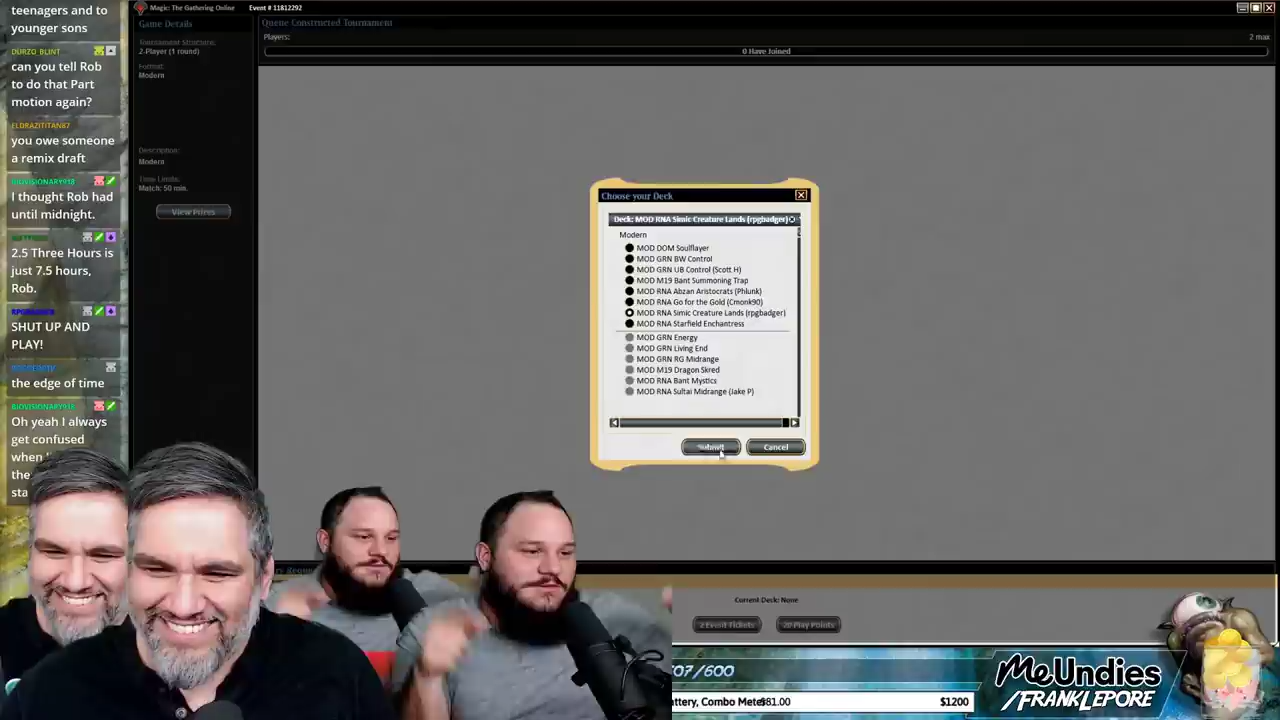 Magic: The Gathering Online Event # 11812292
Game Details
Tournament Structure:
2-Player (1 round)
Format:
Modern
Description:
Modern
Time Limits:
Match: 50 min.
View Prizes
Queue Constructed Tournament
Players:
2 max
0 Have Joined
Choose your Deck
Deck: MOD RNA Simic Creature Lands (rpgbadger)
Modern
MOD DOM Soulflayer
MOD GRN BW Control
MOD GRN UB Control (Scott H)
MOD M19 Bant Summoning Trap
MOD RNA Abzan Aristocrats (Phlunk)
MOD RNA Go for the Gold (Cmonk90)
MOD RNA Simic Creature Lands (rpgbadger)
MOD RNA Starfield Enchantress
MOD GRN Energy
MOD GRN Living End
MOD GRN RG Midrange
MOD M19 Dragon Skred
MOD RNA Bant Mystics
MOD RNA Sultai Midrange (Jake P)
Submit
Cancel
Current Deck: None
2 Event Tickets
20 Play Points
teenagers and to
younger sons
DURZO_BLINT
can you tell Rob
to do that Part
motion again?
ELDRAZITITAN87
you owe someone
a remix draft
BIOVISIONARY918
I thought Rob had
until midnight.
2.5 Three Hours is
just 7.5 hours,
Rob.
RPGBADGER
SHUT UP AND
PLAY!
the edge of time
BIOVISIONARY918
Oh yeah I always
get confused
when
the
sta
/600
ttery, Combo Mete
$81.00
$1200
MeUndies
/FRANKLEPORE